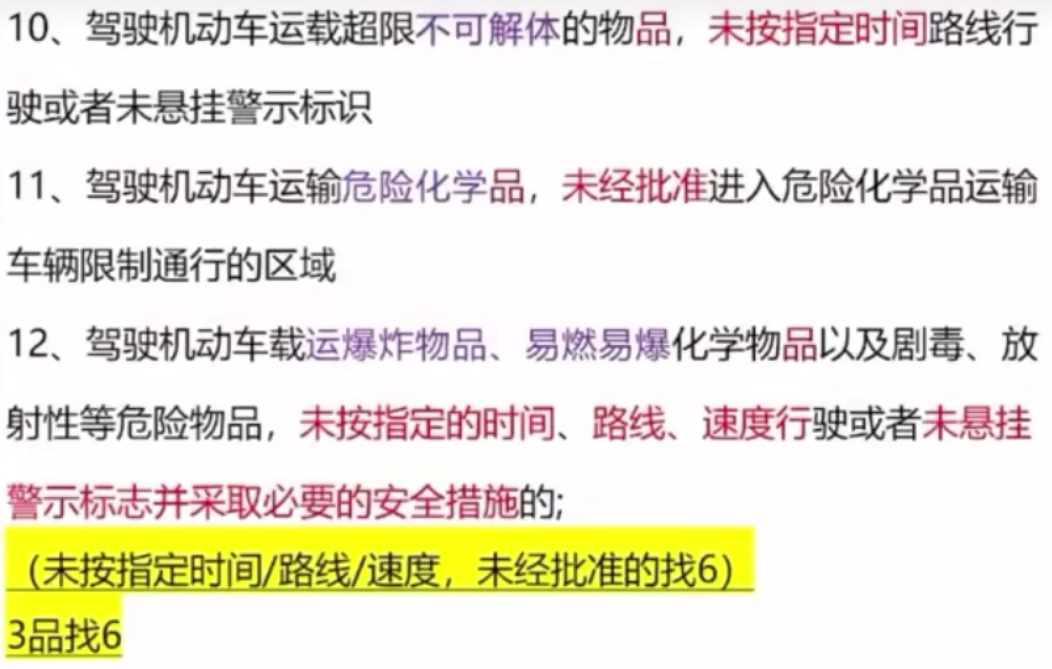 10、驾驶机动车运载超限不可解体的物品，未按指定时间路线行
驶或者未悬挂警示标识
11、驾驶机动车运输危险化学品，未经批准进入危险化学品运输
车辆限制通行的区域
12、驾驶机动车载运爆炸物品、易燃易爆化学物品以及剧毒、放
射性等危险物品，未按指定的时间、路线、速度行驶或者未悬挂
警示标志并采取必要的安全措施的;
（未按指定时间/路线/速度，未经批准的找6）
3品找6